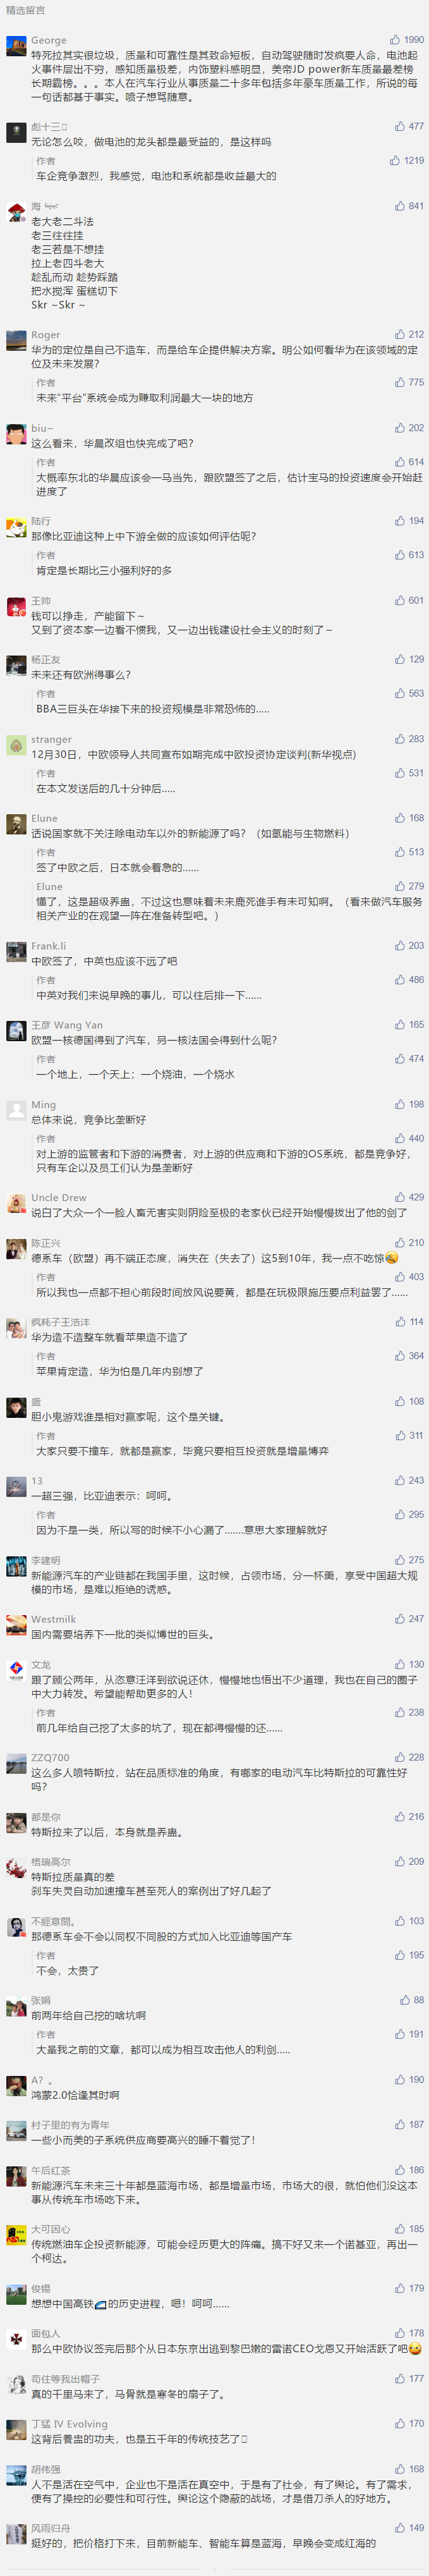 精选留言
George
1990
特死拉其实很垃圾，质量和可靠性是其致命短板，自动驾驶随时发疯要人命，电池起
火事件层出不穷，感知质量极差，内饰塑料感明显，美帝JD power新车质量最差榜
长期霸榜。。。本人在汽车行业从事质量二十多年包括多年豪车质量工作，所说的每
一句话都基于事实。喷子想骂随意。
彪十三
477
无论怎么咬，做电池的龙头都是最受益的，是这样吗
作者
1219
车企竞争激烈，我感觉，电池和系统都是收益最大的
海
841
老大老二斗法
老三往往挂
老三若是不想挂
拉上老四斗老大
趁乱而动 趁势踩踏
把水搅浑 蛋糕切下
Skr ~Skr ~
Roger
212
华为的定位是自己不造车，而是给车企提供解决方案。明公如何看华为在该领域的定
位及未来发展？
作者
775
未来“平台”系统会成为赚取利润最大一块的地方
biu~
202
这么看来，华晨改组也快完成了吧？
作者
614
大概率东北的华晨应该会一马当先，跟欧盟签了之后，估计宝马的投资速度会开始赶
进度了
陆行
194
那像比亚迪这种上中下游全做的应该如何评估呢？
作者
613
肯定是长期比三小强利好的多
王帅
601
钱可以挣走，产能留下～
又到了资本家一边看不惯我，又一边出钱建设社会主义的时刻了～
杨正友
129
未来还有欧洲得事么？
作者
563
BBA三巨头在华接下来的投资规模是非常恐怖的.....
stranger
283
12月30日，中欧领导人共同宣布如期完成中欧投资协定谈判(新华视点)
作者
531
在本文发送后的几十分钟后.....
Elune
168
话说国家就不关注除电动车以外的新能源了吗？（如氢能与生物燃料）
作者
513
签了中欧之后，日本就会着急的......
Elune
279
懂了，这是超级养蛊，不过这也意味着未来鹿死谁手有未可知啊。（看来做汽车服务
相关产业的在观望一阵在准备转型吧。）
Frank.li
203
中欧签了，中英也应该不远了吧
作者
486
中英对我们来说早晚的事儿，可以往后排一下......
王彦 Wang Yan
165
欧盟一核德国得到了汽车，另一核法国会得到什么呢？
作者
474
一个地上，一个天上；一个烧油，一个烧水
Ming
198
总体来说，竞争比垄断好
作者
440
对上游的监管者和下游的消费者，对上游的供应商和下游的OS系统，都是竞争好，
只有车企以及员工们认为是垄断好
Uncle Drew
429
说白了大众一个一脸人畜无害实则阴险至极的老家伙已经开始慢慢拔出了他的剑了
陈正兴
210
德系车（欧盟）再不端正态度，消失在（失去了）这5到10年，我一点不吃惊😂
作者
403
所以我也一点都不担心前段时间放风说要黄，都是在玩极限施压要点利益罢了......
疯耗子王浩沣
114
华为造不造整车就看苹果造不造了
作者
364
苹果肯定造，华为怕是几年内别想了
盛
108
胆小鬼游戏谁是相对赢家呢，这个是关键。
作者
311
大家只要不撞车，就都是赢家，毕竟只要相互投资就是增量博弈
13
243
一超三强，比亚迪表示：呵呵。
作者
295
因为不是一类，所以写的时候不小心漏了.......意思大家理解就好
李建明
275
新能源汽车的产业链都在我国手里，这时候，占领市场，分一杯羹，享受中国超大规
模的市场，是难以拒绝的诱惑。
Westmilk
247
国内需要培养下一批的类似博世的巨头。
文龙
130
跟了顾公两年，从恣意汪洋到欲说还休，慢慢地也悟出不少道理，我也在自己的圈子
中大力转发。希望能帮助更多的人！
作者
238
前几年给自己挖了太多的坑了，现在都得慢慢的还......
ZZQ700
228
这么多人喷特斯拉，站在品质标准的角度，有哪家的电动汽车比特斯拉的可靠性好
吗？
都是你
216
特斯拉来了以后，本身就是养蛊。
格瑞高尔
209
特斯拉质量真的差
刹车失灵自动加速撞车甚至死人的案例出了好几起了
不經意間。
103
那德系车会不会以同权不同股的方式加入比亚迪等国产车
作者
195
不会，太贵了
张娟
88
前两年给自己挖的啥坑啊
作者
191
大量我之前的文章，都可以成为相互攻击他人的利剑.....
A？。
190
鸿蒙2.0恰逢其时啊
村子里的有为青年
187
一些小而美的子系统供应商要高兴的睡不着觉了！
午后红茶
186
新能源汽车未来三十年都是蓝海市场，都是增量市场，市场大的很，就怕他们没这本
事从传统车市场吃下来。
大可因心
185
传统燃油车企投资新能源，可能会经历更大的阵痛。搞不好又来一个诺基亚，再出一
个柯达。
俊锡
179
想想中国高铁🚄的历史进程，嗯！呵呵......
面包人
178
那么中欧协议签完后那个从日本东京出逃到黎巴嫩的雷诺CEO戈恩又开始活跃了吧🤣
苟住等我出帽子
177
真的千里马来了，马骨就是寒冬的扇子了。
丁猛 IV Evolving
170
这背后养蛊的功夫，也是五千年的传统技艺了
胡伟强
168
人不是活在空气中，企业也不是活在真空中，于是有了社会，有了舆论。有了需求，
便有了操控的必要性和可行性。舆论这个隐蔽的战场，才是借刀杀人的好地方。
风雨归舟
149
挺好的，把价格打下来，目前新能车、智能车算是蓝海，早晚会变成红海的